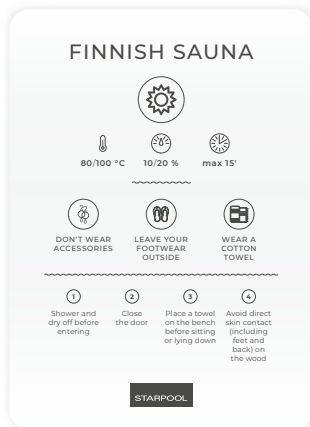 FINNISH SAUNA
80/100 °C
10/20 %
max 15'
DON'T WEAR
ACCESSORIES
LEAVE YOUR
FOOTWEAR
OUTSIDE
WEAR A
COTTON
TOWEL
1
Shower and
dry off before
entering
2
Close
the door
3
Place a towel
on the bench
before sitting
or lying down
4
Avoid direct
skin contact
(including
feet and
back) on
the wood
STARPOOL